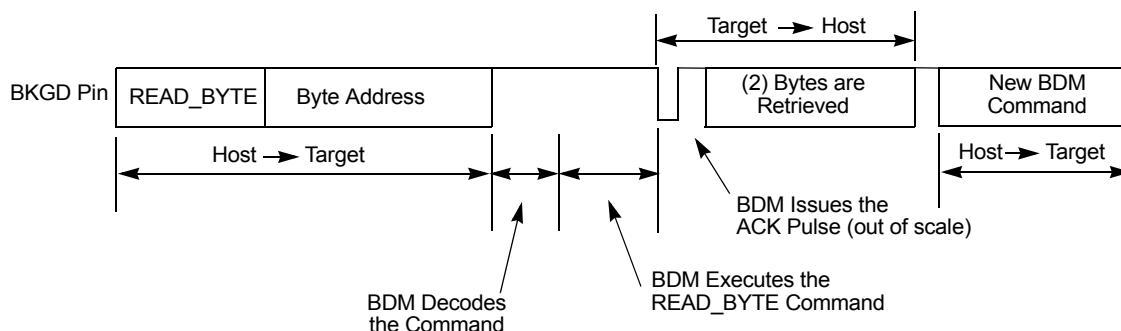 Target → Host
BKGD Pin
READ_BYTE
Byte Address
(2) Bytes are
Retrieved
New BDM
Command
Host → Target
Host → Target
BDM Issues the
ACK Pulse (out of scale)
BDM Executes the
READ_BYTE Command
BDM Decodes
the Command